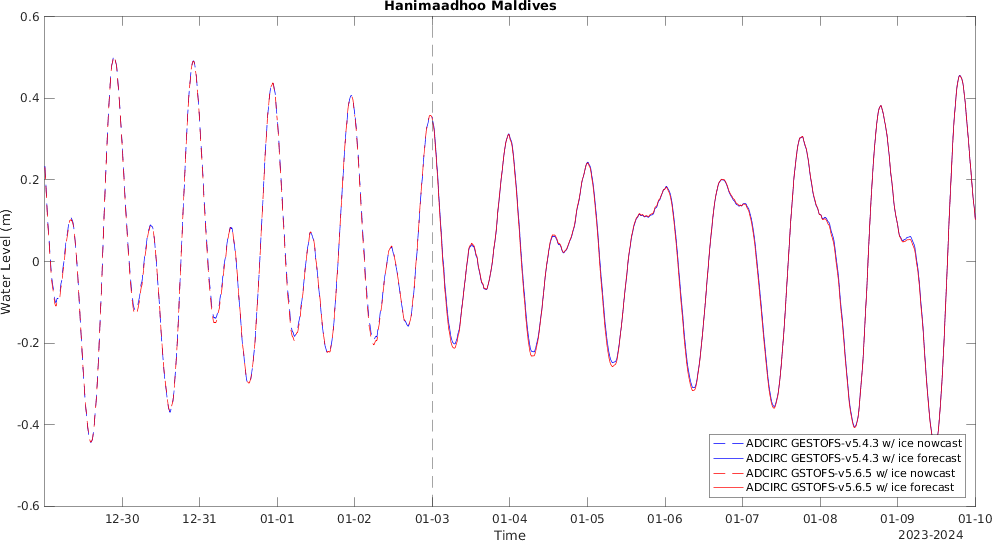 Hanimaadhoo Maldives
0.6
0.4
0.2
0
-0.2
-0.4
-0.6
Water Level (m)
ADCIRC GESTOFS-v5.4.3 w/ ice nowcast
ADCIRC GESTOFS-v5.4.3 w/ ice forecast
ADCIRC GSTOFS-v5.6.5 w/ ice nowcast
ADCIRC GSTOFS-v5.6.5 w/ ice forecast
12-30 12-31 01-01 01-02 01-03 01-04 01-05 01-06 01-07 01-08 01-09 01-10
Time
2023-2024